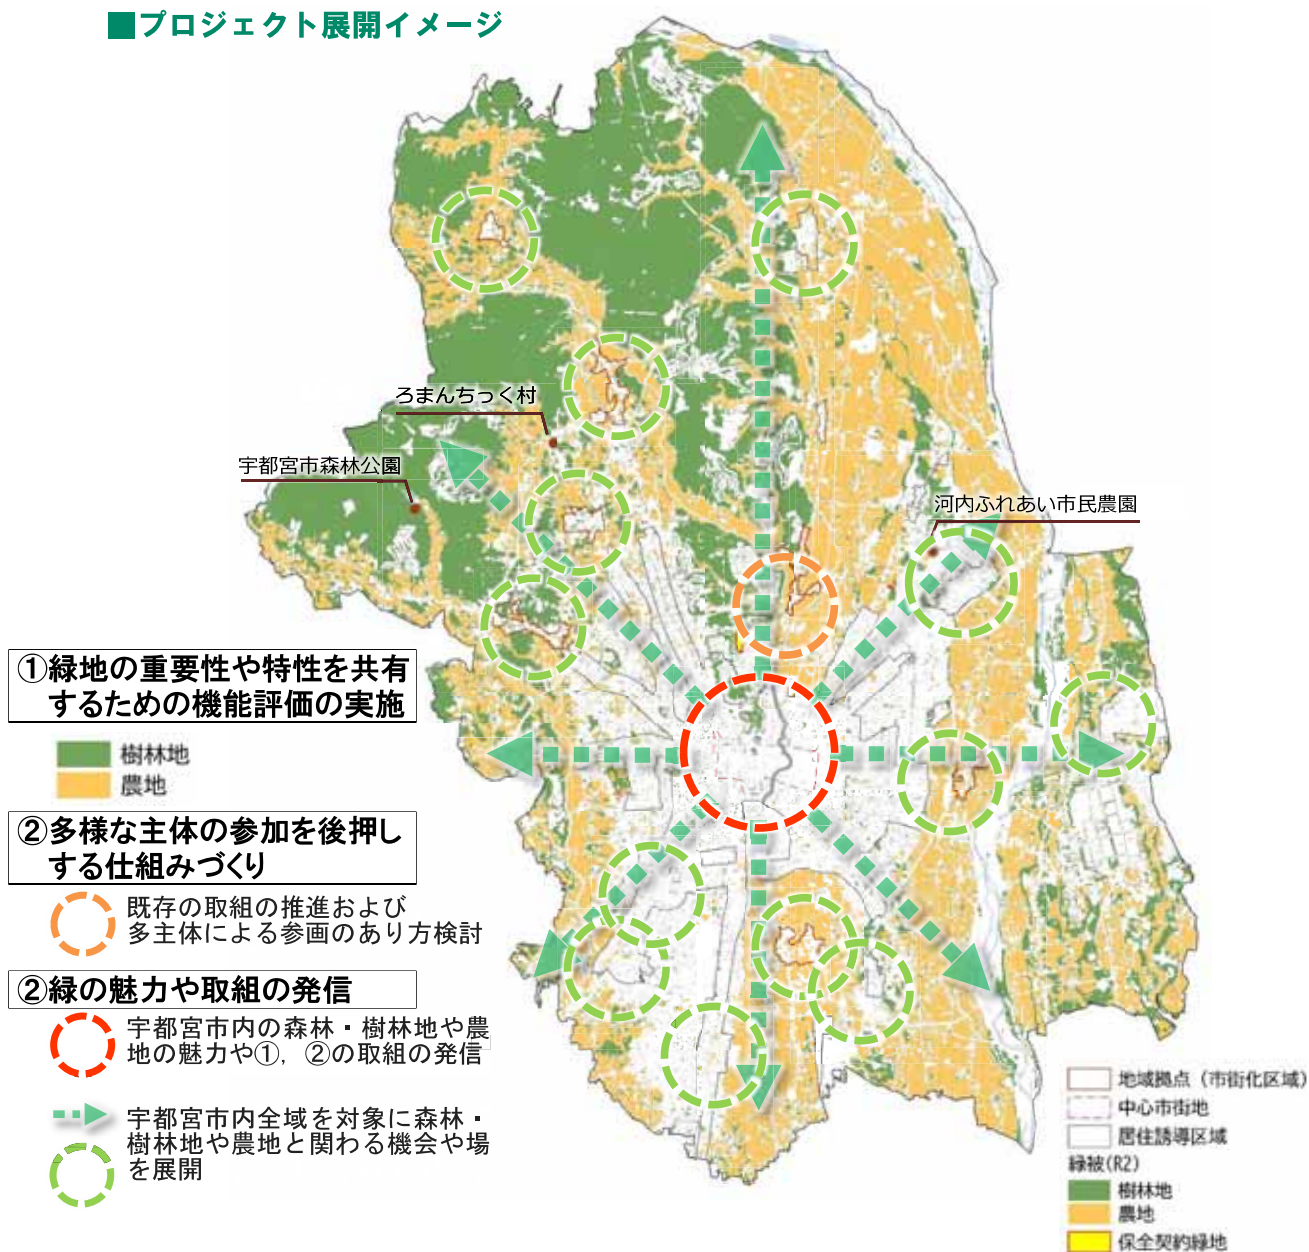 ■プロジェクト展開イメージ
ろまんちっく村
宇都宮市森林公園
河内ふれあい市民農園
①緑地の重要性や特性を共有
するための機能評価の実施
樹林地
農地
②多様な主体の参加を後押し
する仕組みづくり
既存の取組の推進および
多主体による参画のあり方検討
②緑の魅力や取組の発信
宇都宮市内の森林・樹林地や農
地の魅力や①，②の取組の発信
宇都宮市内全域を対象に森林・
樹林地や農地と関わる機会や場
を展開
地域拠点（市街化区域）
中心市街地
居住誘導区域
緑被(R2)
樹林地
農地
保全契約緑地